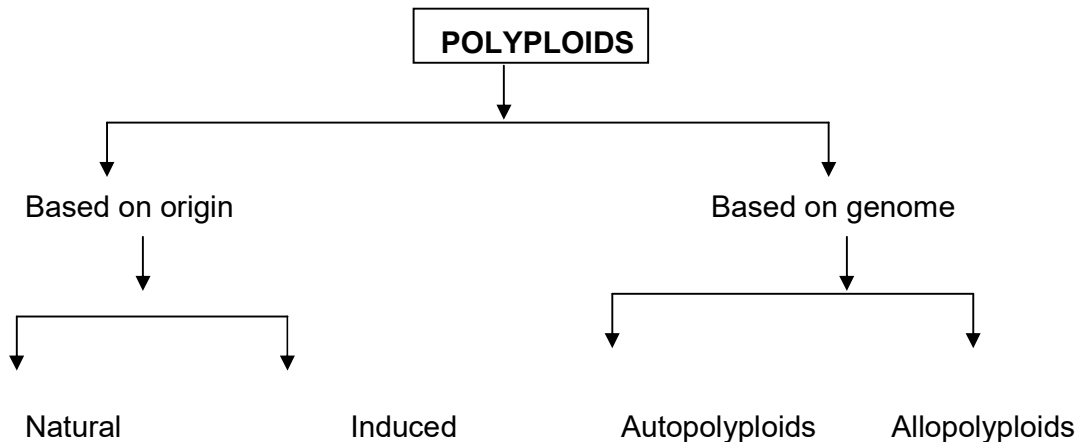 POLYPLOIDS
Based on origin Based on genome
Natural Induced Autopolyploids Allopolyploids